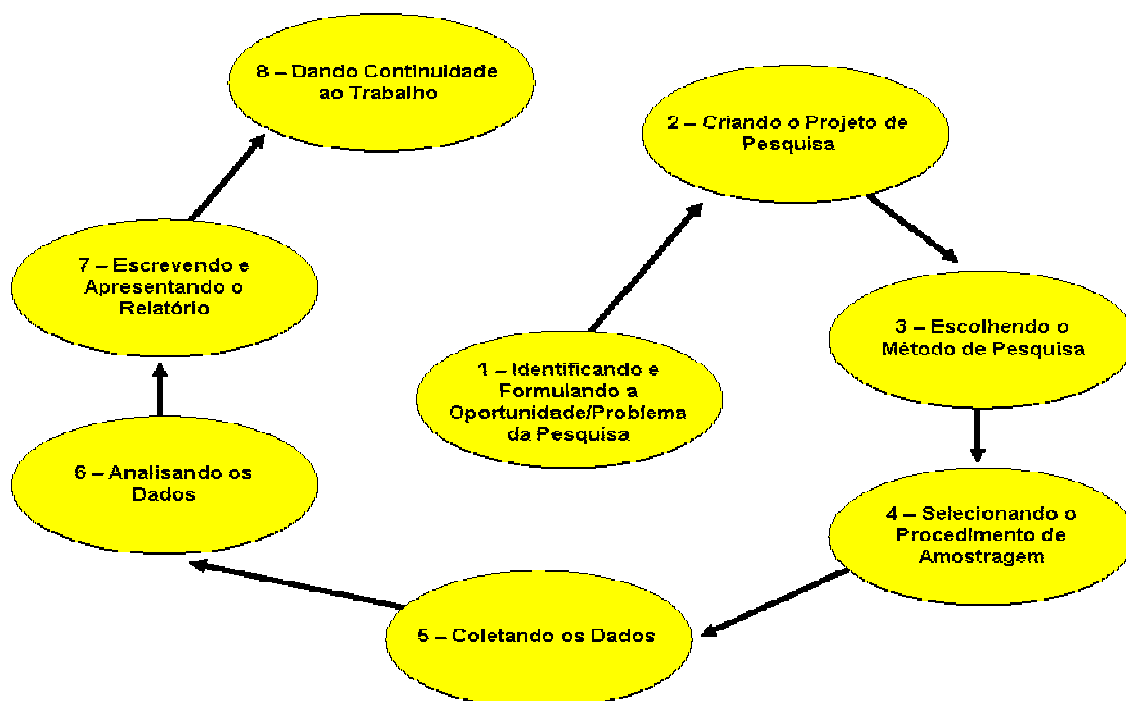 1 – Identificando e
Formulando a
Oportunidade/Problema
da Pesquisa
2 – Criando o Projeto de
Pesquisa
3 – Escolhendo o
Método de Pesquisa
4 – Selecionando o
Procedimento de
Amostragem
5 – Coletando os Dados
6 – Analisando os
Dados
7 – Escrevendo e
Apresentando o
Relatório
8 – Dando Continuidade
ao Trabalho